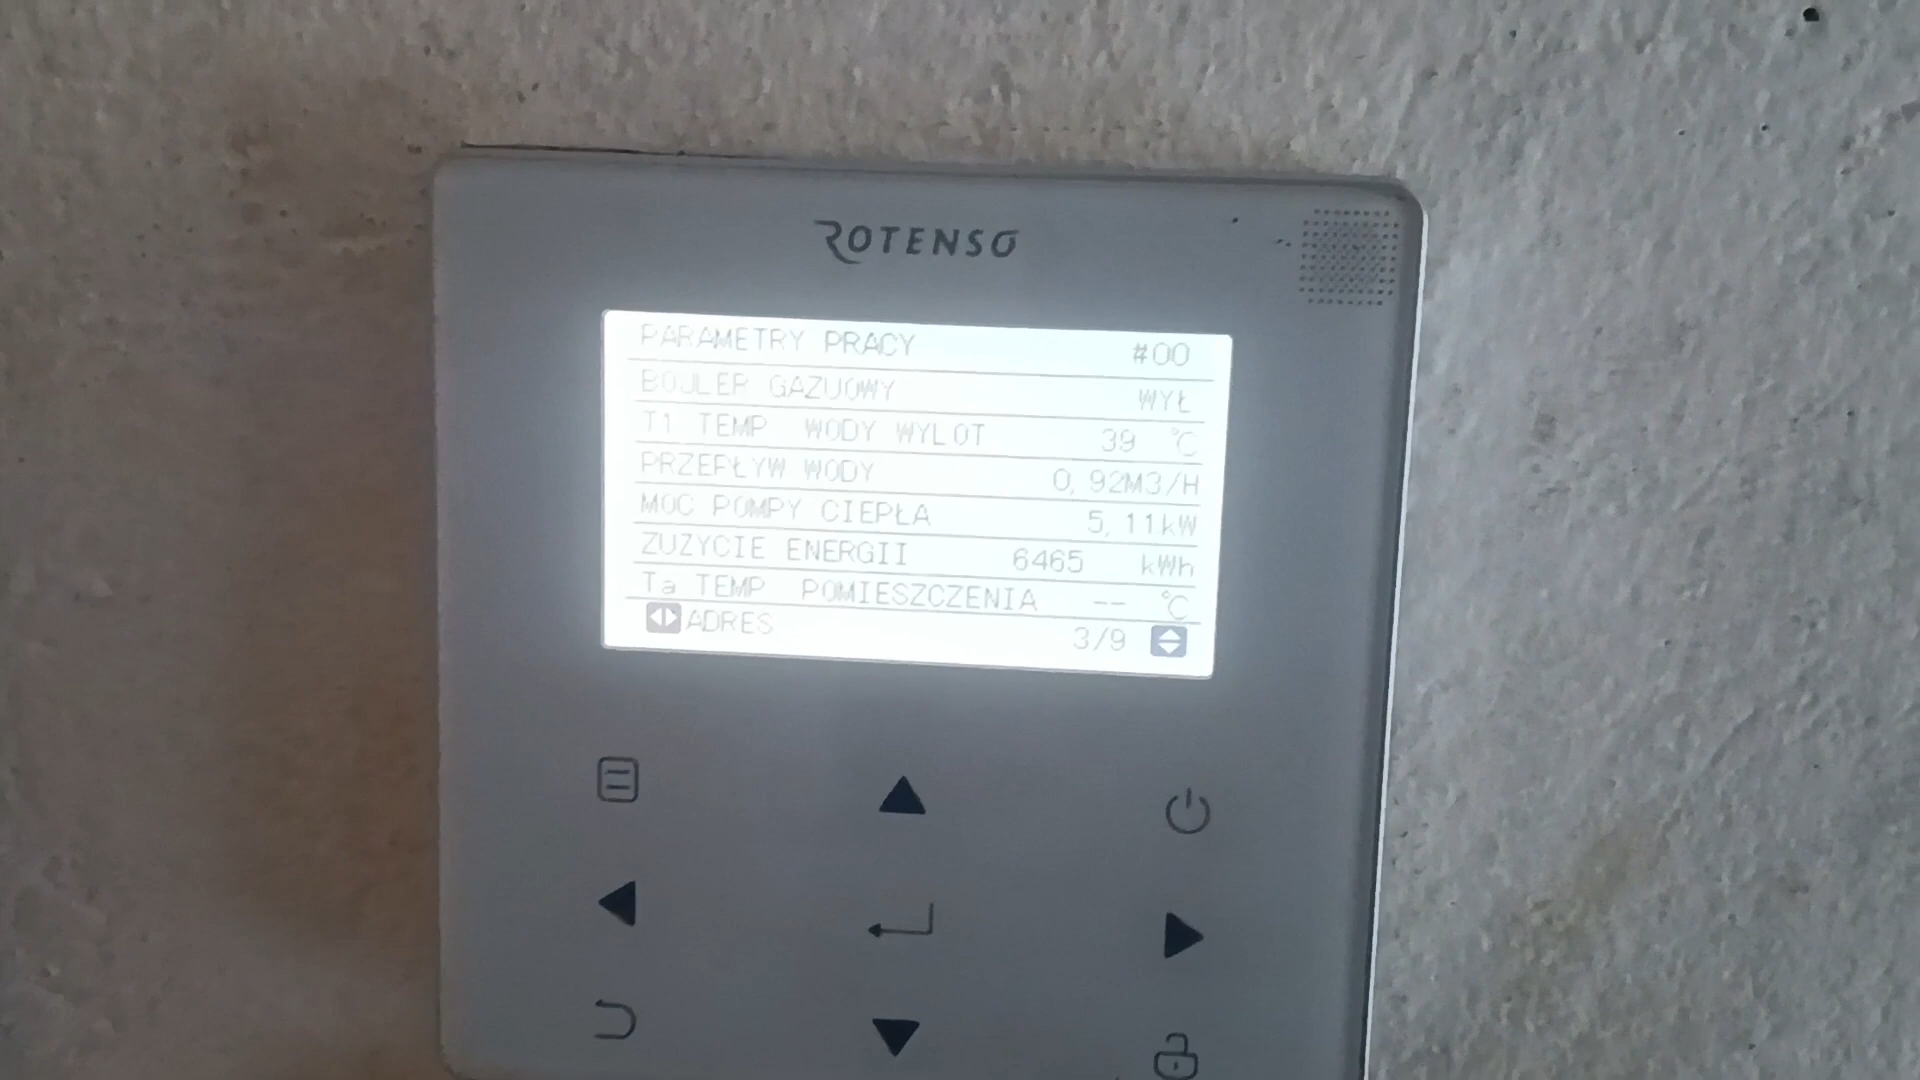 ROTENSO
PARAMETRY PRACY #00
BOJLER GAZUOWY WYŁ
T1 TEMP WODY WYLOT 39 °C
PRZEPŁYW WODY 0,92M3/H
MOC POMPY CIEPŁA 5,11kW
ZUZYCIE ENERGII 6465 kWh
Ta TEMP POMIESZCZENIA -- °C
ADRES 3/9